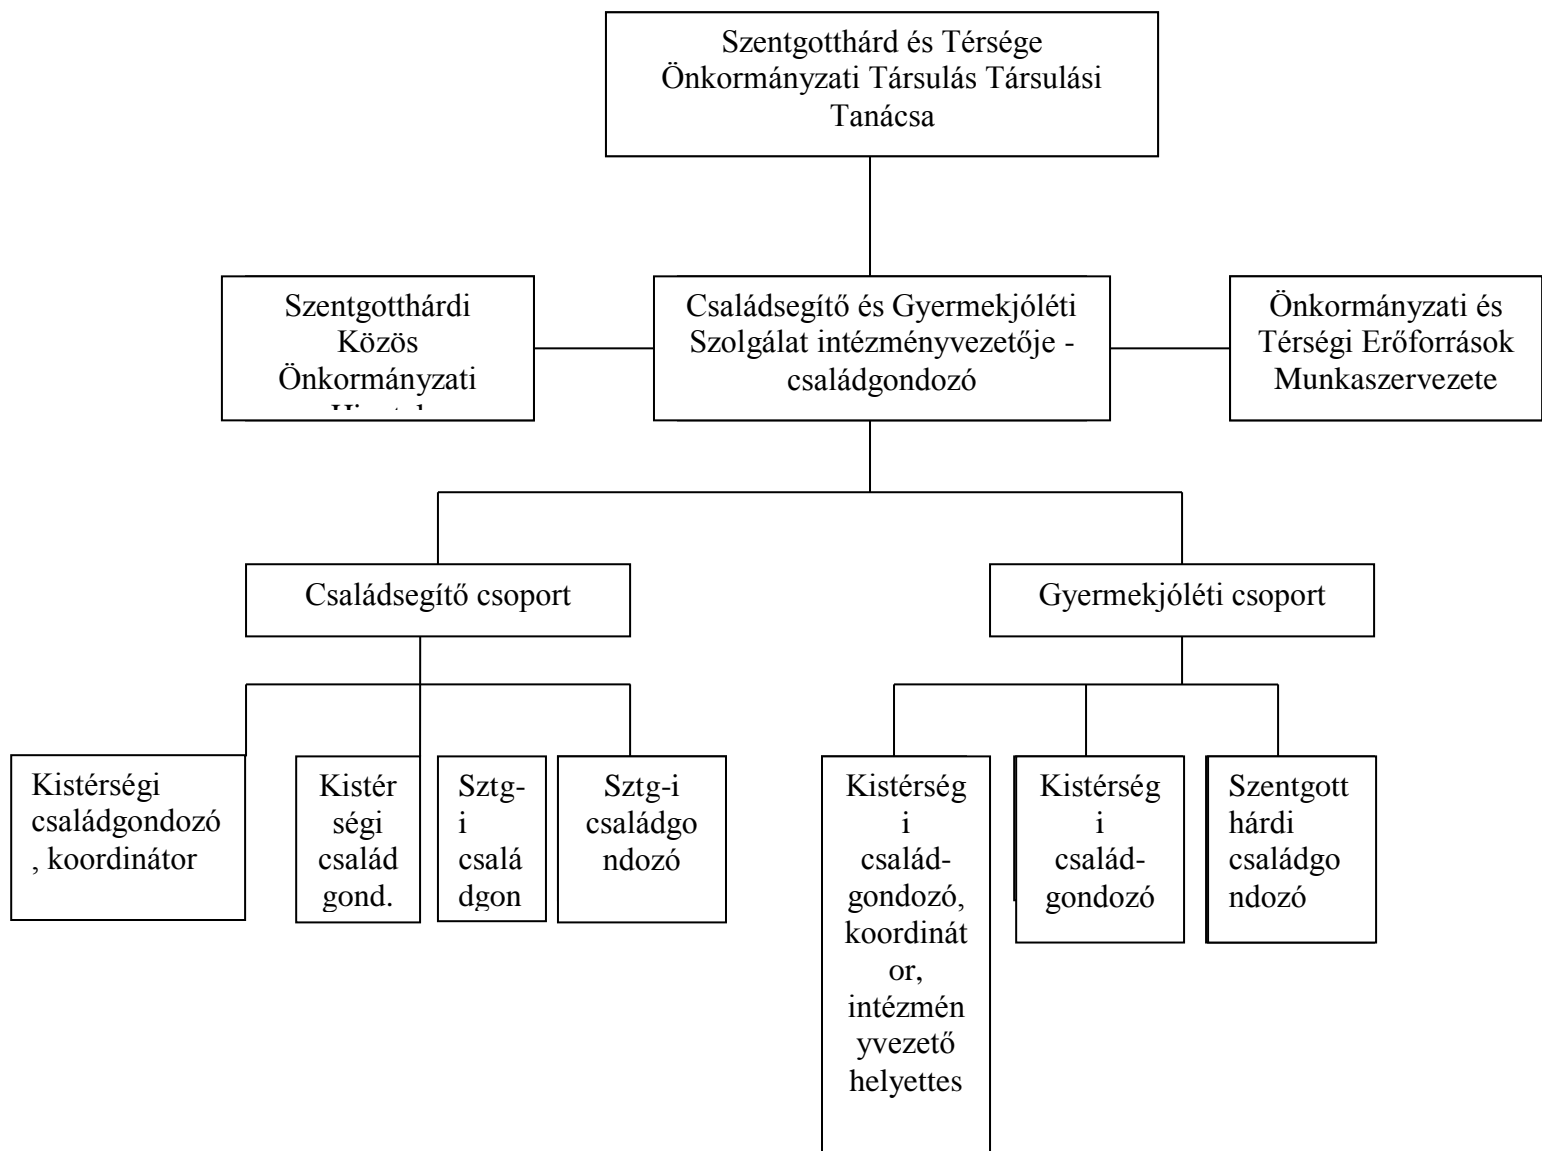 Szentgotthárd és Térsége
Önkormányzati Társulás Társulási
Tanácsa
Szentgotthárdi
Közös
Önkormányzati
Családsegítő és Gyermekjóléti
Szolgálat intézményvezetője -
családgondozó
Önkormányzati és
Térségi Erőforrások
Munkaszervezete
Családsegítő csoport
Gyermekjóléti csoport
Kistérségi
családgondozó
, koordinátor
Kistér
ségi
család
gond.
Sztg-
i
csalá
dgon
Sztg-i
családgo
ndozó
Kistérség
i
család-
gondozó,
koordinát
or,
intézmén
yvezető
helyettes
Kistérség
i
család-
gondozó
Szentgott
hárdi
családgo
ndozó